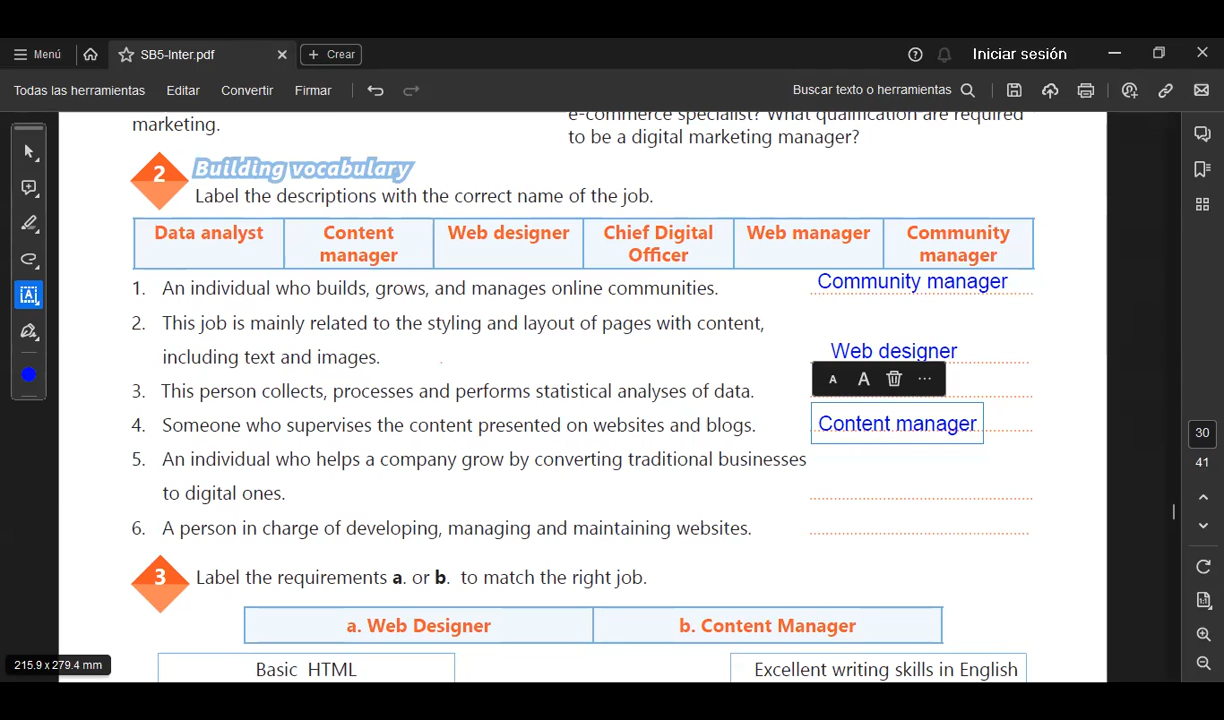 Menú
SB5-Inter.pdf
Crear
Iniciar sesión
Todas las herramientas
Editar
Convertir
Firmar
Buscar texto o herramientas
marketing.
e-commerce specialist? What qualification are required
to be a digital marketing manager?
2
Building vocabulary
Label the descriptions with the correct name of the job.
Data analyst
Content
manager
Web designer
Chief Digital
Officer
Web manager
Community
manager
1. An individual who builds, grows, and manages online communities.
Community manager
2. This job is mainly related to the styling and layout of pages with content,
including text and images.
Web designer
A A ...
3. This person collects, processes and performs statistical analyses of data.
4. Someone who supervises the content presented on websites and blogs.
Content manager
5. An individual who helps a company grow by converting traditional businesses
to digital ones.
6. A person in charge of developing, managing and maintaining websites.
3
Label the requirements a. or b. to match the right job.
a. Web Designer
b. Content Manager
Basic HTML
Excellent writing skills in English
215.9 x 279.4 mm
30
41